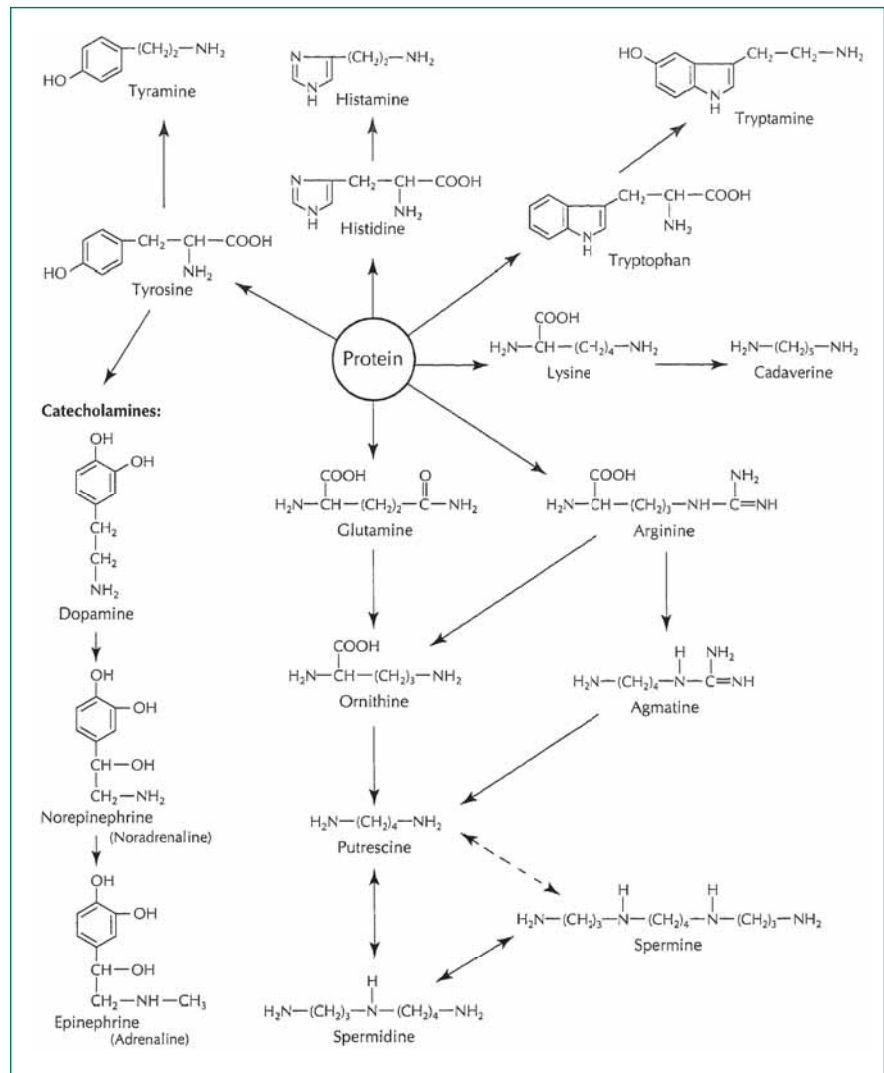 (CH₂)₂—NH₂
HO
Tyramine
N
(CH₂)₂—NH₂
N
H
Histamine
HO
CH₂—CH₂—NH₂
N
H
Tryptamine
N
CH₂—CH—COOH
N
H
NH₂
Histidine
CH₂—CH—COOH
NH₂
N
H
Tryptophan
CH₂—CH—COOH
HO
NH₂
Tyrosine
Protein
COOH
H₂N—CH—(CH₂)₄—NH₂
Lysine
H₂N—(CH₂)₅—NH₂
Cadaverine
Catecholamines:
OH
OH
CH₂
CH₂
NH₂
Dopamine
COOH
O
H₂N—CH—(CH₂)₂—C—NH₂
Glutamine
COOH
NH₂
H₂N—CH—(CH₂)₃—NH—C=NH
Arginine
COOH
H₂N—CH—(CH₂)₃—NH₂
Ornithine
H
NH₂
H₂N—(CH₂)₄—N—C=NH
Agmatine
OH
OH
CH—OH
CH₂—NH₂
Norepinephrine
(Noradrenaline)
H₂N—(CH₂)₄—NH₂
Putrescine
H
H
H₂N—(CH₂)₃—N—(CH₂)₄—N—(CH₂)₃—NH₂
Spermine
OH
OH
CH—OH
CH₂—NH—CH₃
Epinephrine
(Adrenaline)
H
H₂N—(CH₂)₃—N—(CH₂)₄—NH₂
Spermidine